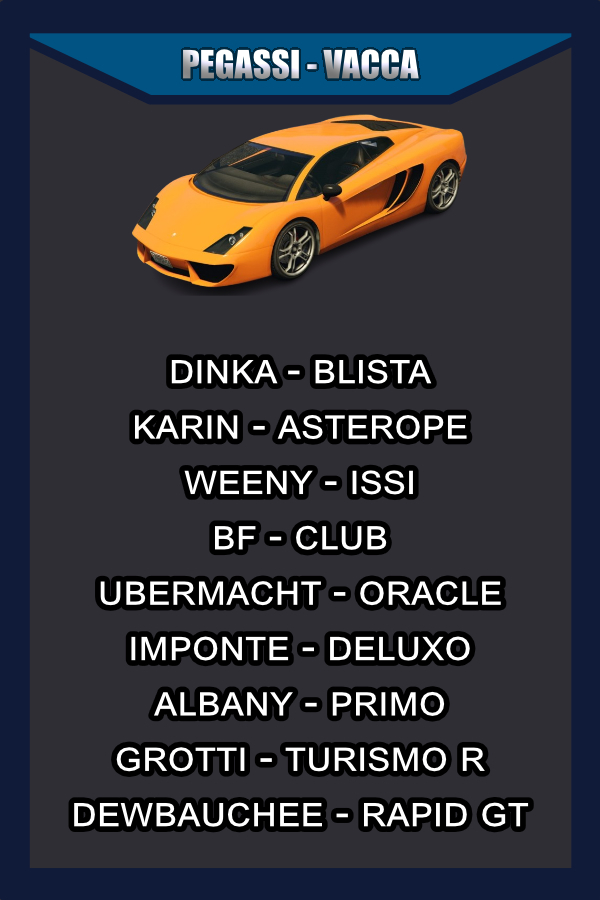 PEGASSI - VACCA
DINKA - BLISTA
KARIN - ASTEROPE
WEENY - ISSI
BF - CLUB
UBERMACHT - ORACLE
IMPONTE - DELUXO
ALBANY - PRIMO
GROTTI - TURISMO R
DEWBAUCHEE - RAPID GT